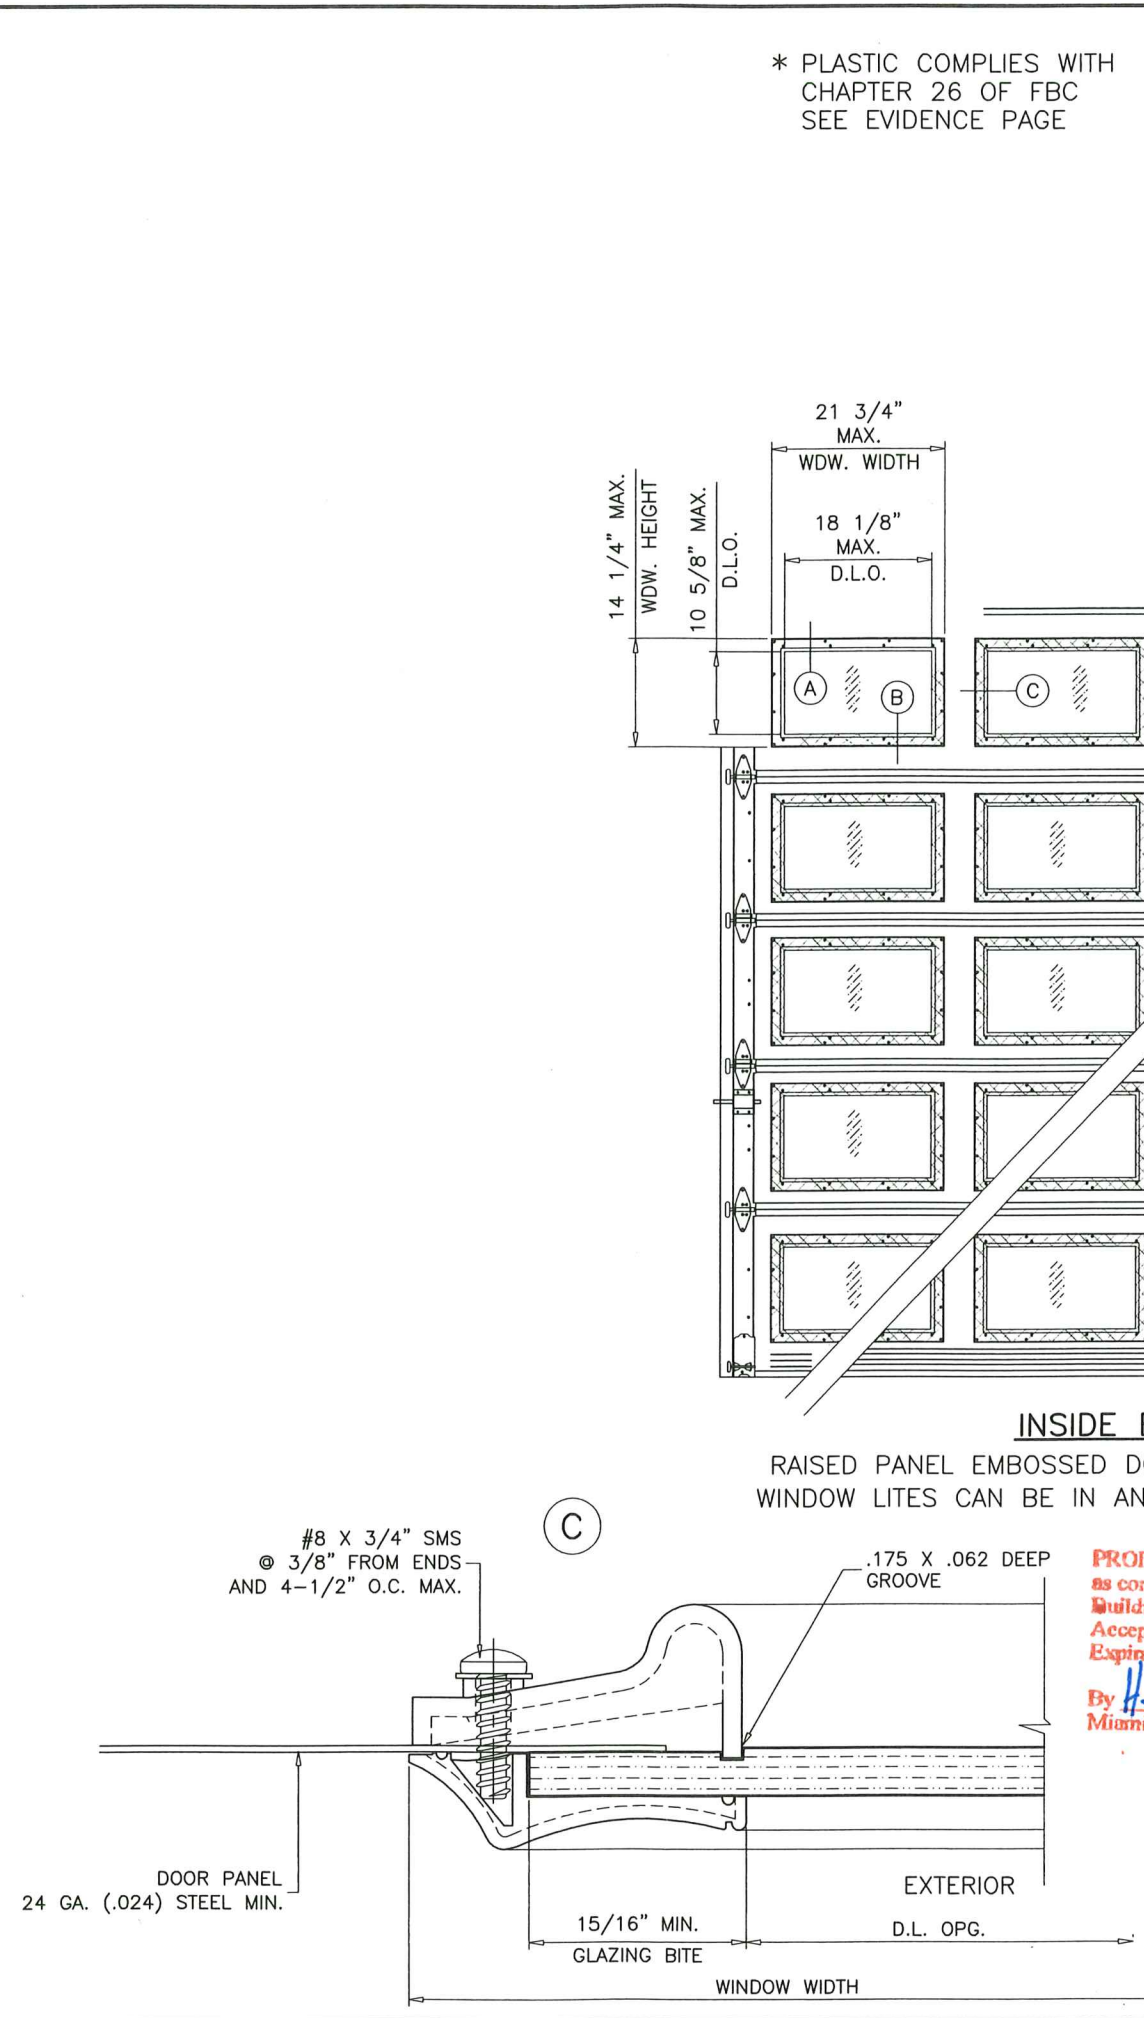 * PLASTIC COMPLIES WITH
CHAPTER 26 OF FBC
SEE EVIDENCE PAGE
21 3/4"
MAX.
WDW. WIDTH
14 1/4" MAX.
WDW. HEIGHT
10 5/8" MAX.
D.L.O.
18 1/8"
MAX.
D.L.O.
A
B
C
INSIDE
RAISED PANEL EMBOSSED
WINDOW LITES CAN BE IN
C
#8 X 3/4" SMS
@ 3/8" FROM ENDS
AND 4-1/2" O.C. MAX.
.175 X .062 DEEP
GROOVE
as
By
DOOR PANEL
24 GA. (.024) STEEL MIN.
EXTERIOR
15/16" MIN.
GLAZING BITE
D.L. OPG.
WINDOW WIDTH